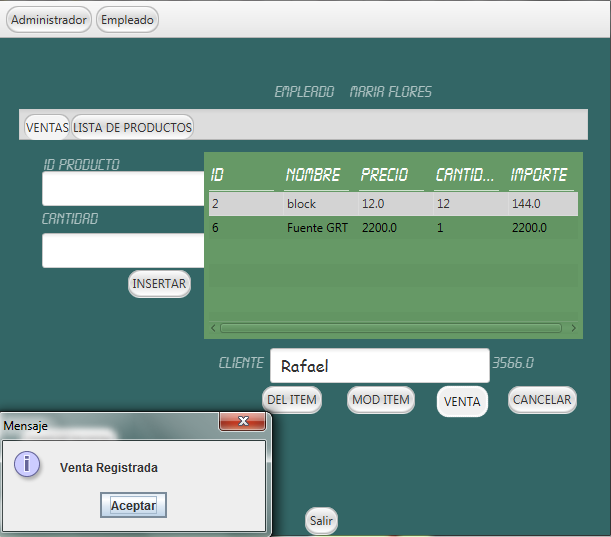 Administrador Empleado
EMPLEADO MARIA FLORES
VENTAS LISTA DE PRODUCTOS
ID PRODUCTO
CANTIDAD
INSERTAR
ID NOMBRE PRECIO CANTID... IMPORTE
2 block 12.0 12 144.0
6 Fuente GRT 2200.0 1 2200.0
CLIENTE Rafael 3566.0
DEL ITEM MOD ITEM VENTA CANCELAR
Mensaje
Venta Registrada
Aceptar
Salir